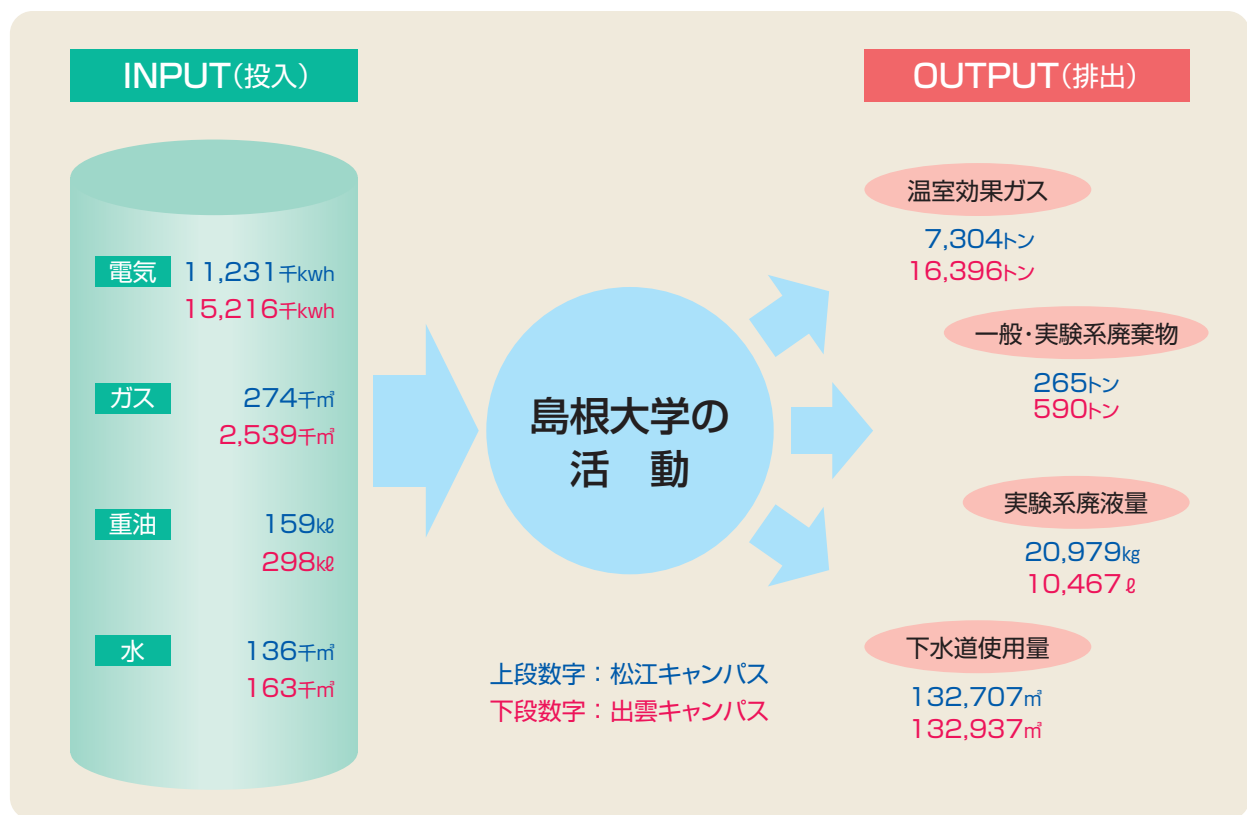 INPUT（投入）
電気 11,231千kwh
15,216千kwh
ガス 274千㎥
2,539千㎥
重油 159kℓ
298kℓ
水 136千㎥
163千㎥
島根大学の
活　動
上段数字：松江キャンパス
下段数字：出雲キャンパス
OUTPUT（排出）
温室効果ガス
7,304トン
16,396トン
一般・実験系廃棄物
265トン
590トン
実験系廃液量
20,979kg
10,467ℓ
下水道使用量
132,707㎥
132,937㎥